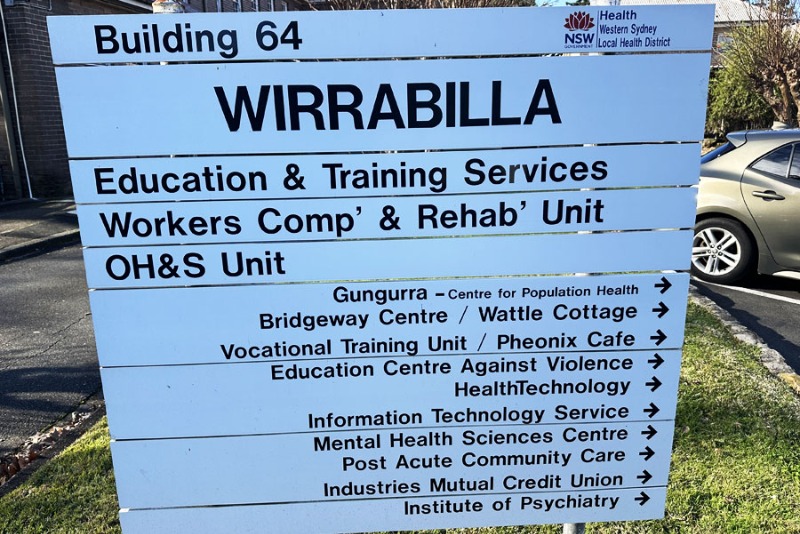 Building 64
NSW
GOVERNMENT
Health
Western Sydney
Local Health District
WIRRABILLA
Education & Training Services
Workers Comp' & Rehab' Unit
OH&S Unit
Gungurra – Centre for Population Health →
Bridgeway Centre / Wattle Cottage →
Vocational Training Unit / Pheonix Cafe →
Education Centre Against Violence →
HealthTechnology →
Information Technology Service →
Mental Health Sciences Centre →
Post Acute Community Care →
Industries Mutual Credit Union →
Institute of Psychiatry →